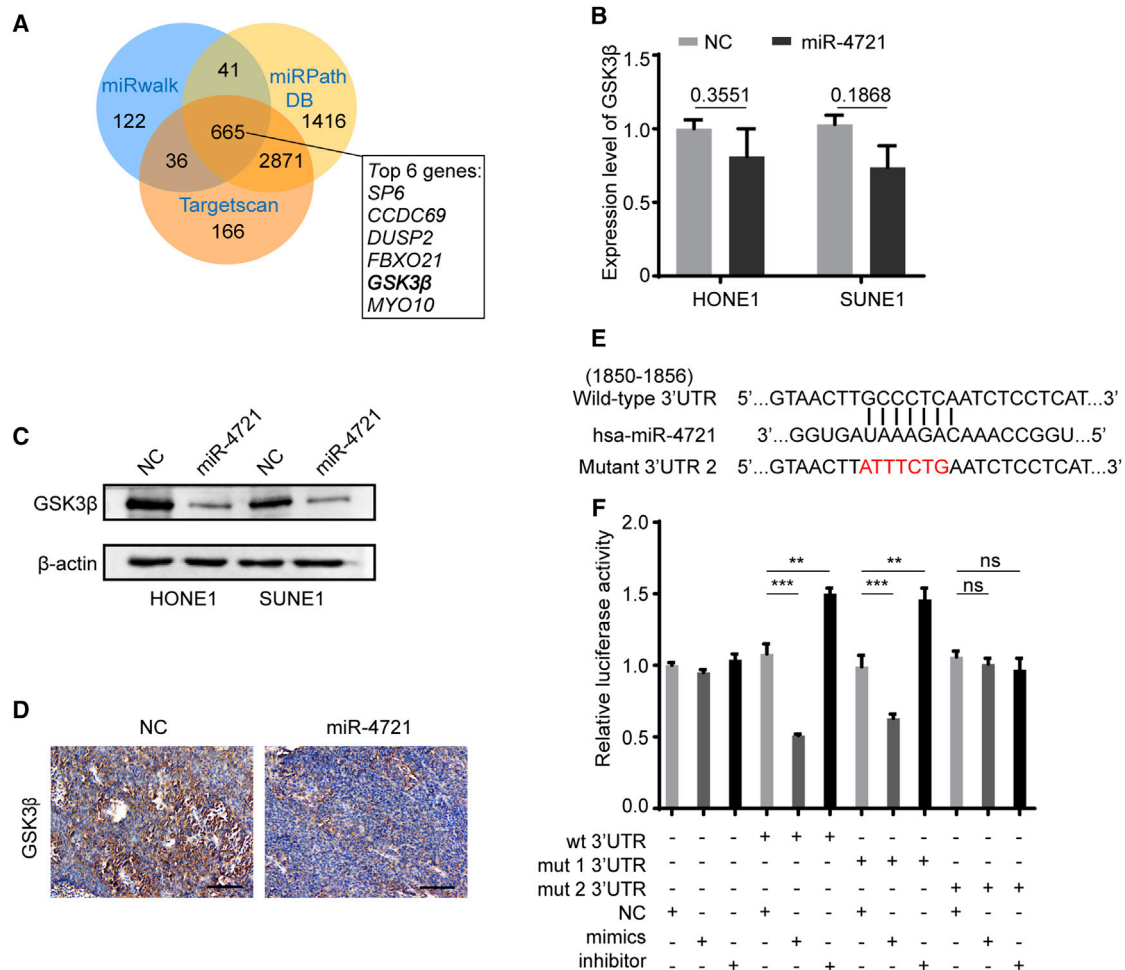 A
miRwalk
41
miRPath
DB
122
1416
665
36
2871
Targetscan
166
Top 6 genes:
SP6
CCDC69
DUSP2
FBXO21
GSK3β
MYO10
B
NC
miR-4721
Expression level of GSK3β
1.5
1.0
0.5
0
0.3551
0.1868
HONE1
SUNE1
C
NC
miR-4721
NC
miR-4721
GSK3β
β-actin
HONE1
SUNE1
D
NC
miR-4721
GSK3β
E
(1850-1856)
Wild-type 3'UTR 5'...GTAACTTGCCCTCAATCTCCTCAT...3'
hsa-miR-4721 3'...GGUGAUAAAGACAAACCGGU...5'
Mutant 3'UTR 2 5'...GTAACTTATTTCTGAATCTCCTCAT...3'
F
Relative luciferase activity
2.0
1.5
1.0
0.5
0.0
** ** ns
*** *** ns
wt 3'UTR - - - + + + - - - - - -
mut 1 3'UTR - - - - - - + + + - - -
mut 2 3'UTR - - - - - - - - - + + +
NC + - - + - - + - - + - -
mimics - + - - + - - + - - + -
inhibitor - - + - - + - - + - - +